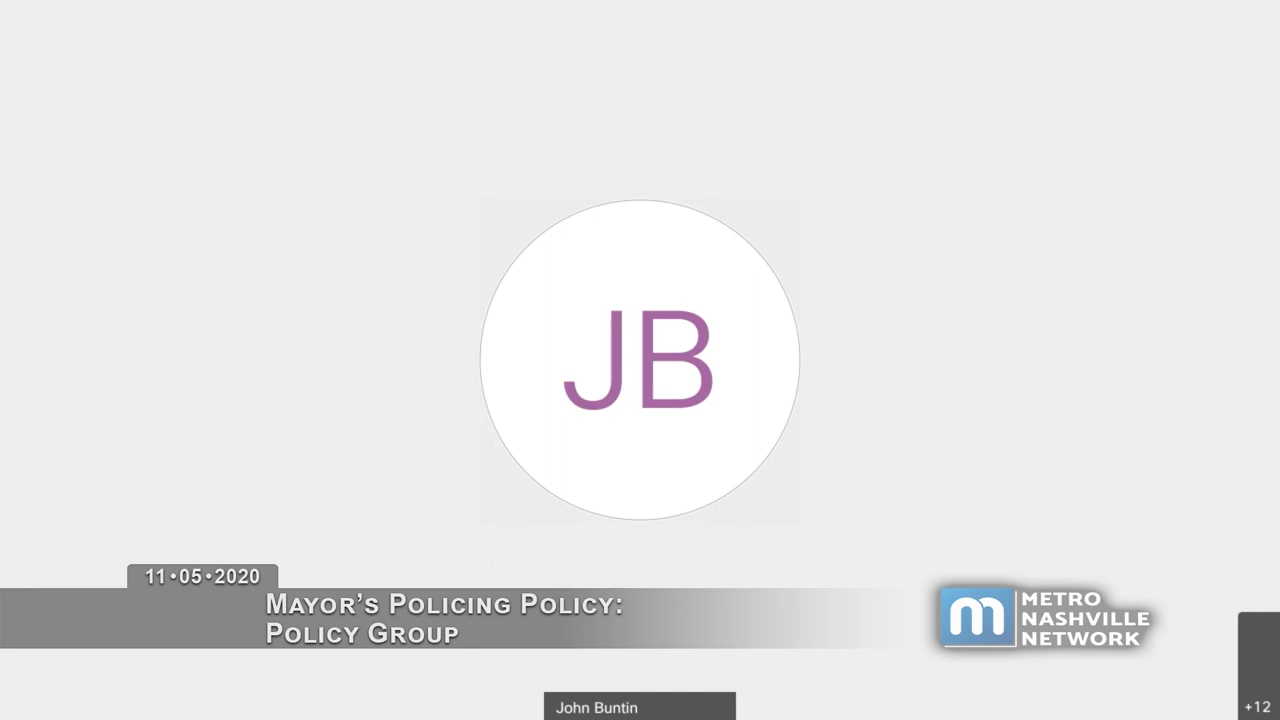 JB
11•05•2020
Mayor's Policing Policy:
Policy Group
m
METRO
NASHVILLE
NETWORK
John Buntin
+12